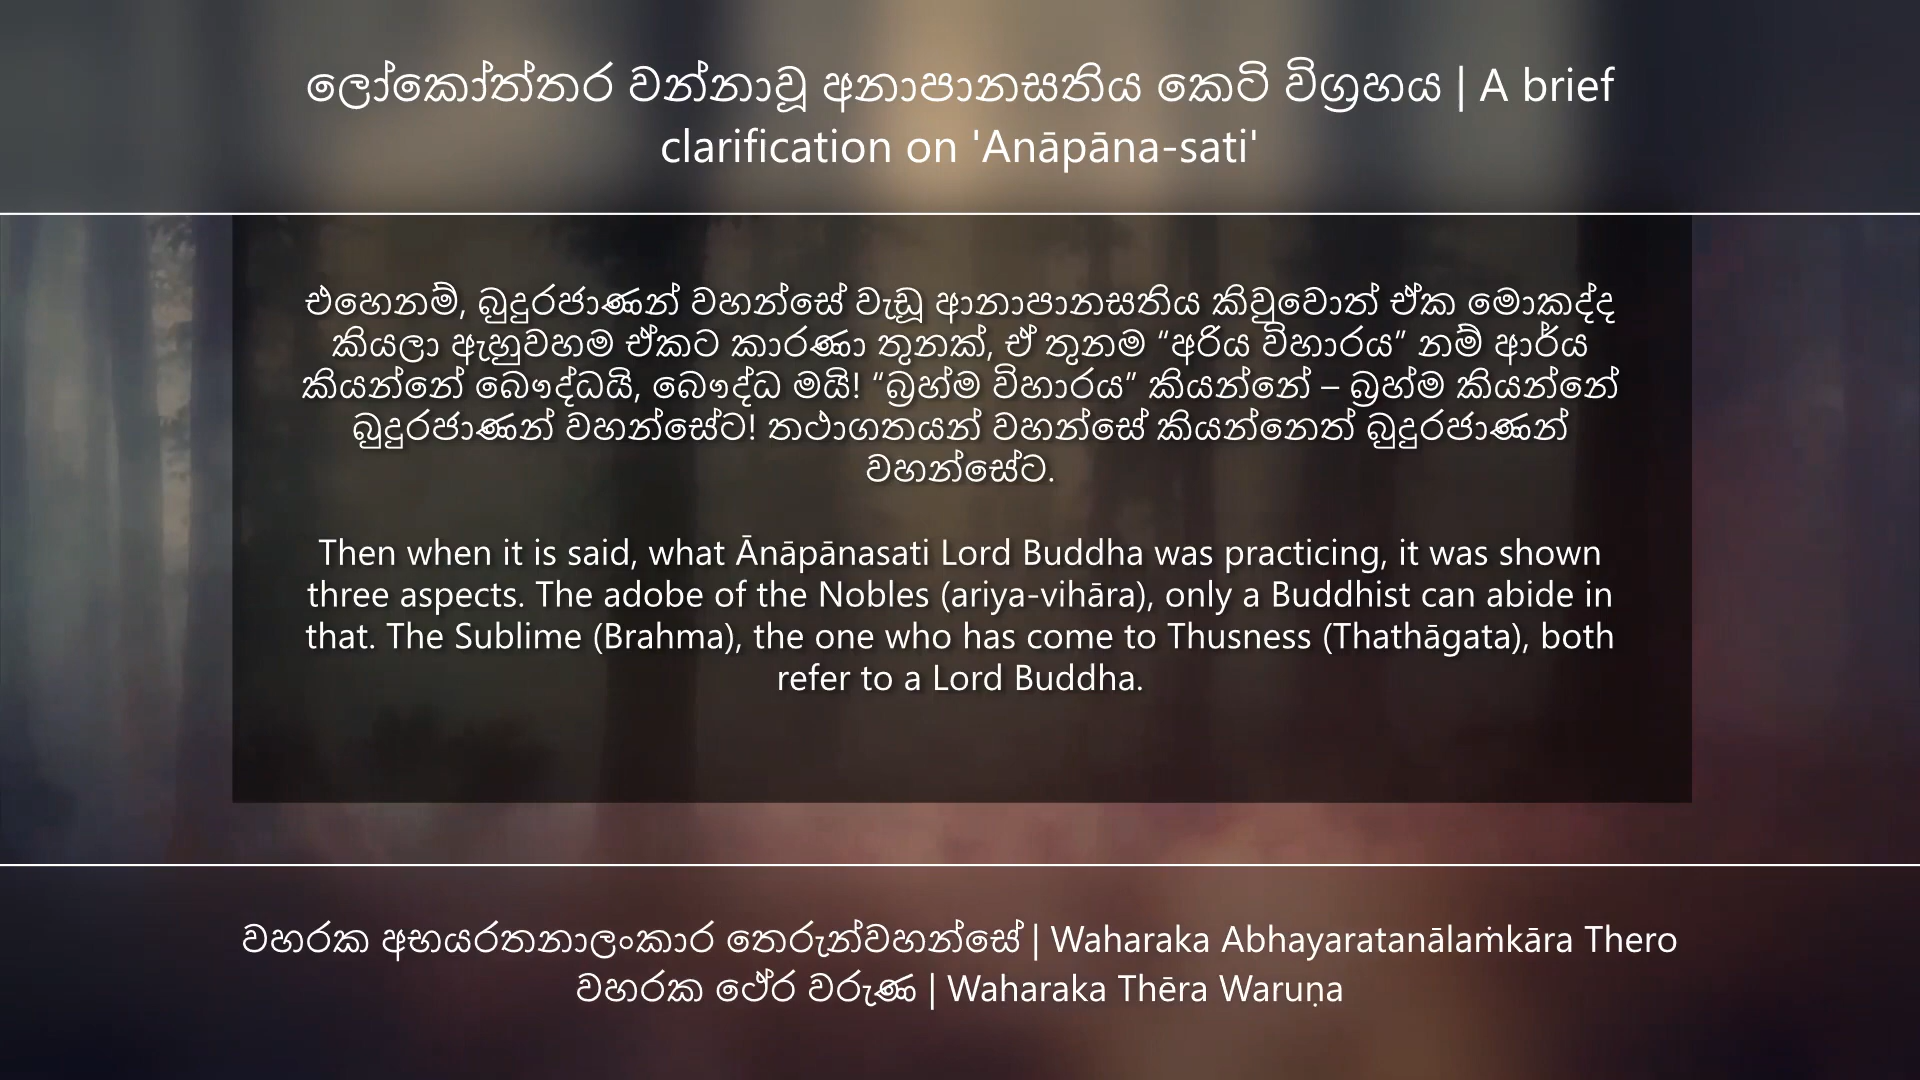 ලෝකෝත්තර වන්නාවූ අනාපානසතිය කෙටි විග්‍රහය | A brief
clarification on 'Anāpāna-sati'
එහෙනම්, බුදුරජාණන් වහන්සේ වැඩූ ආනාපානසතිය කිව්වොත් ඒක මොකද්ද
කියලා ඇහුවහම ඒකට කාරණා තුනක්, ඒ තුනම “අරිය විහාරය” නම් ආර්ය
කියන්නේ බෞද්ධයි, බෞද්ධ මයි! “බ්‍රහ්ම විහාරය” කියන්නේ – බ්‍රහ්ම කියන්නේ
බුදුරජාණන් වහන්සේට! තථාගතයන් වහන්සේ කියන්නෙත් බුදුරජාණන්
වහන්සේට.
Then when it is said, what Ānāpānasati Lord Buddha was practicing, it was shown
three aspects. The adobe of the Nobles (ariya-vihāra), only a Buddhist can abide in
that. The Sublime (Brahma), the one who has come to Thusness (Thathāgata), both
refer to a Lord Buddha.
වහරක අභයරතනාලංකාර තෙරුන්වහන්සේ | Waharaka Abhayaratanālaṁkāra Thero
වහරක ථේර වරුණ | Waharaka Thēra Waruṇa